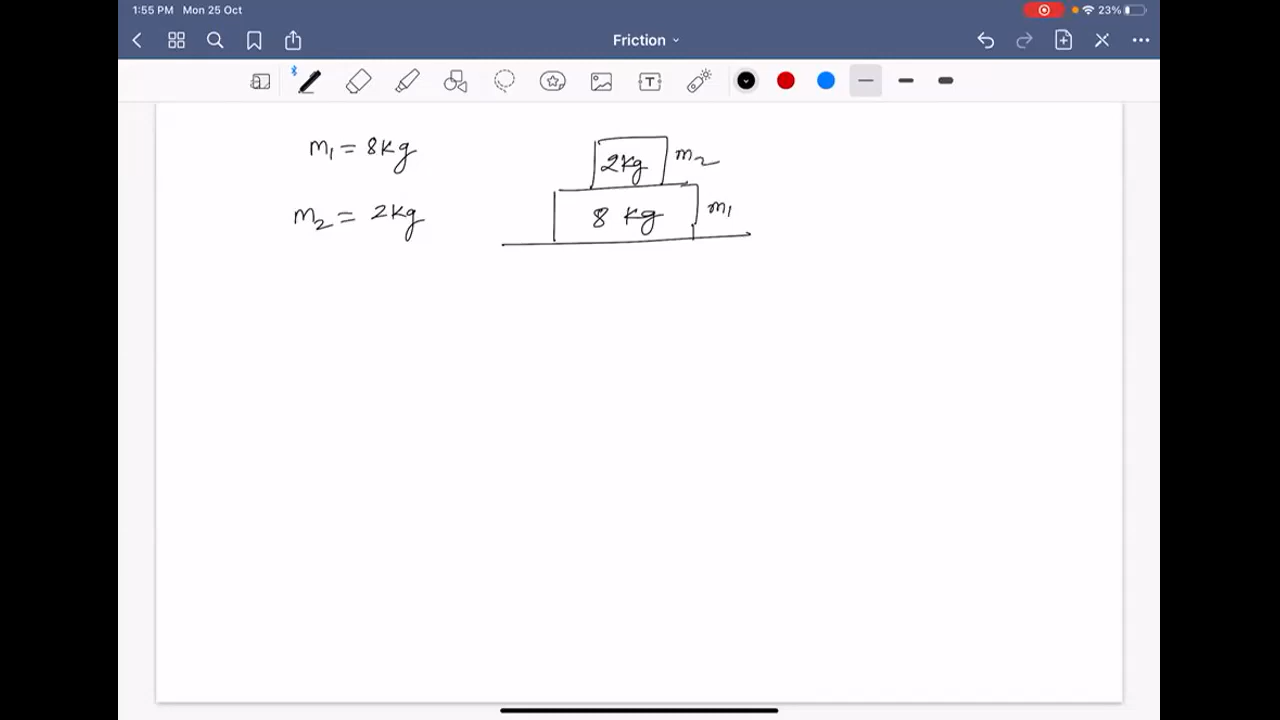 1:55 PM Mon 25 Oct
23%
Friction
T
m₁ = 8kg
2kg m₂
m₂ = 2kg
8 kg m₁